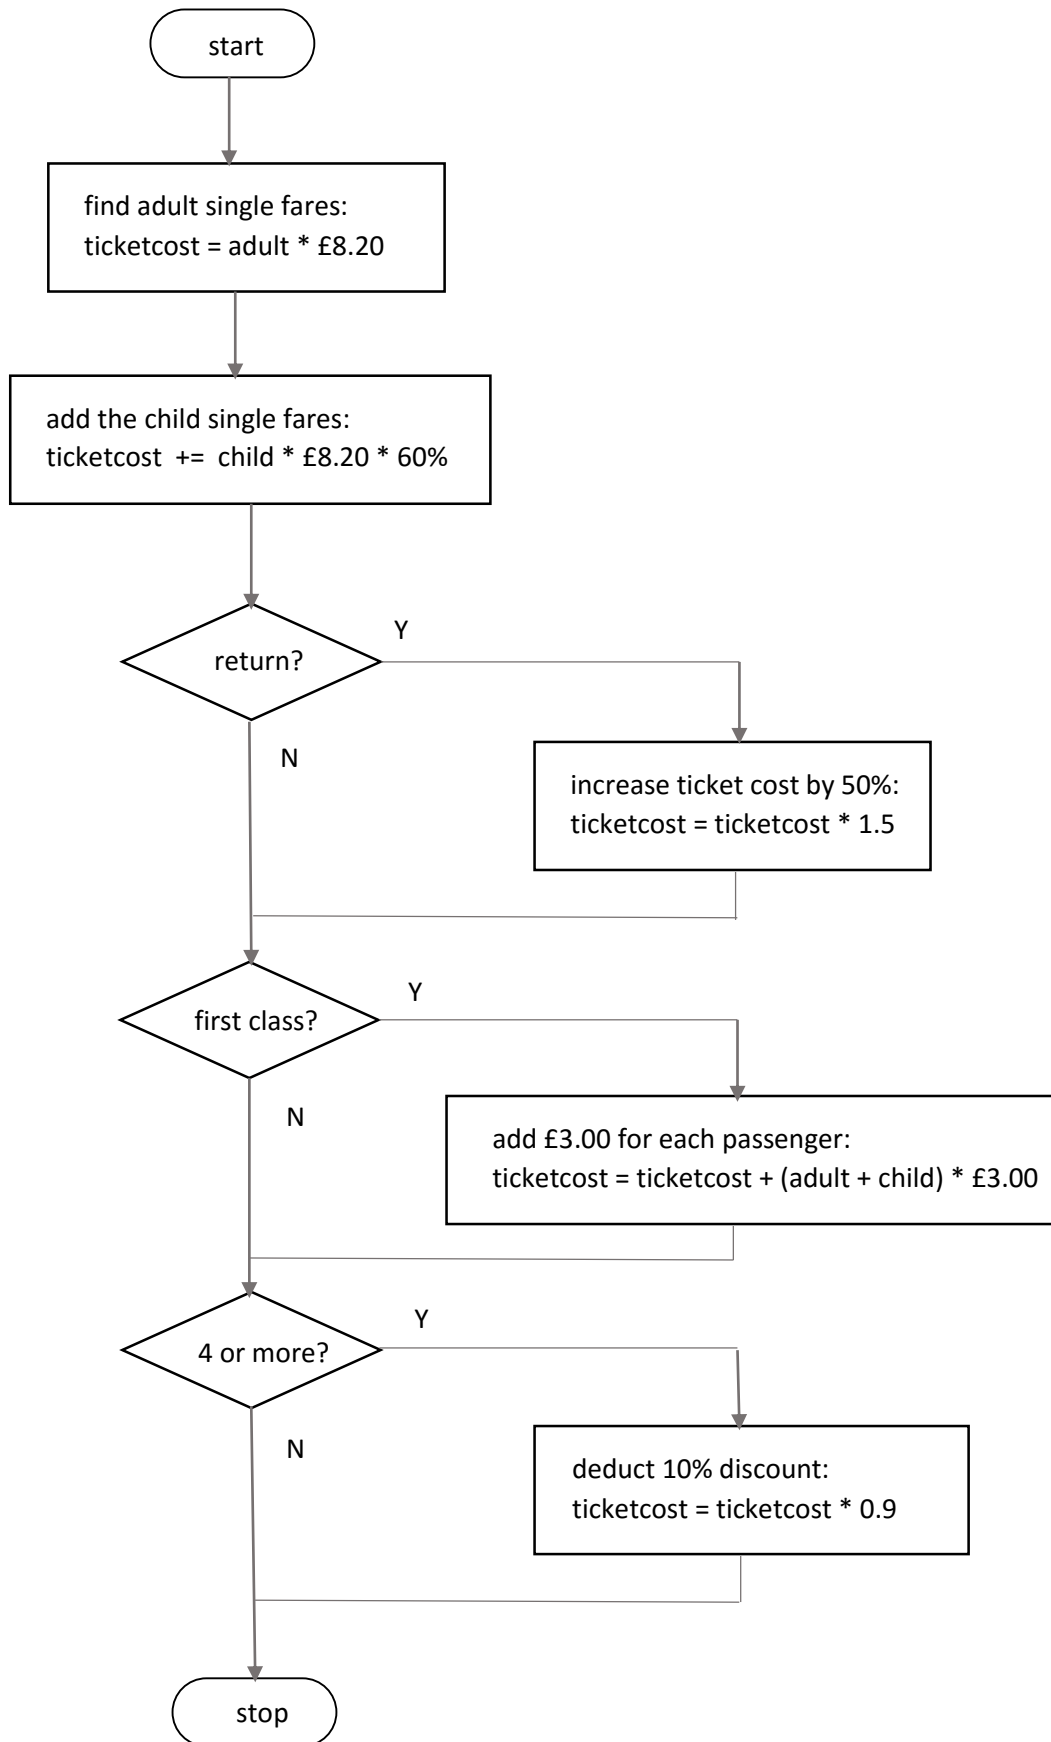 start
find adult single fares:
ticketcost = adult * £8.20
add the child single fares:
ticketcost += child * £8.20 * 60%
return?
Y
N
increase ticket cost by 50%:
ticketcost = ticketcost * 1.5
first class?
Y
N
add £3.00 for each passenger:
ticketcost = ticketcost + (adult + child) * £3.00
4 or more?
Y
N
deduct 10% discount:
ticketcost = ticketcost * 0.9
stop